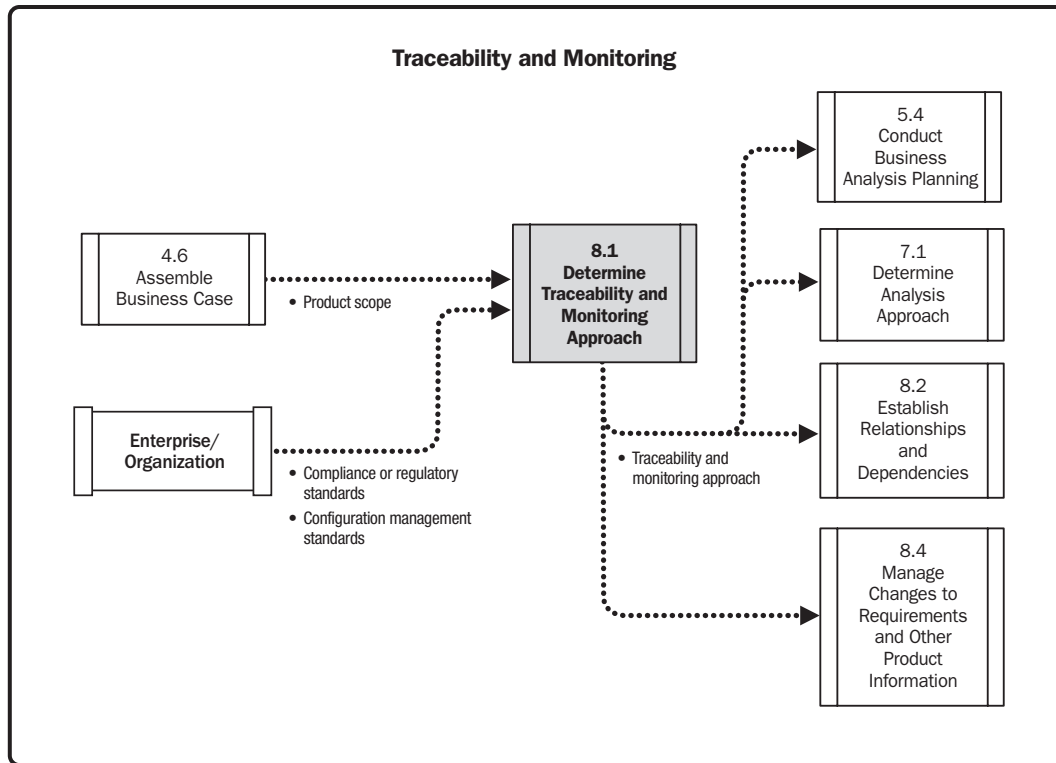 Traceability and Monitoring
4.6
Assemble
Business Case
• Product scope
Enterprise/
Organization
• Compliance or regulatory
standards
• Configuration management
standards
8.1
Determine
Traceability and
Monitoring
Approach
• Traceability and
monitoring approach
5.4
Conduct
Business
Analysis Planning
7.1
Determine
Analysis
Approach
8.2
Establish
Relationships
and
Dependencies
8.4
Manage
Changes to
Requirements
and Other
Product
Information